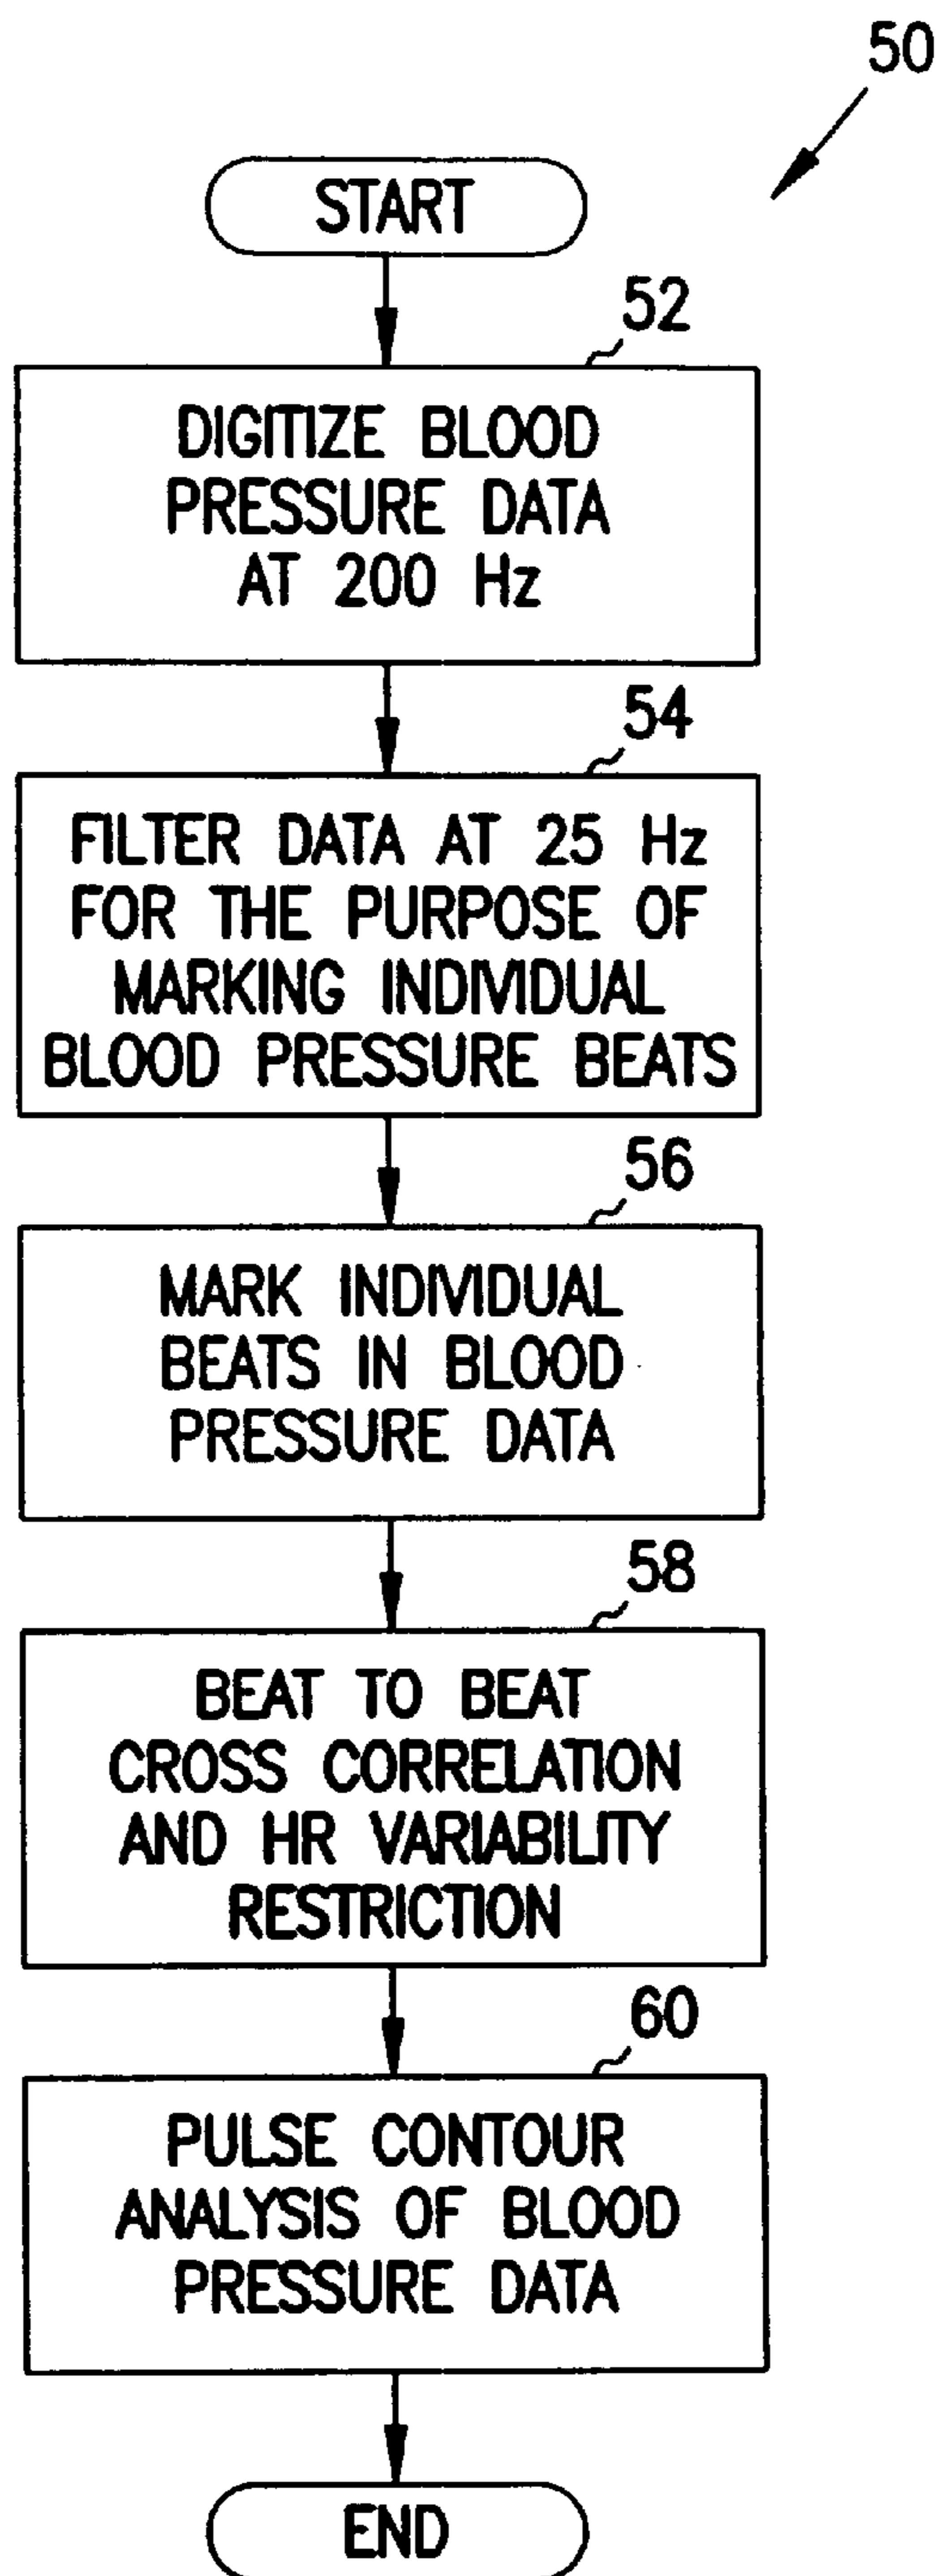 50
START
52
DIGITIZE BLOOD
PRESSURE DATA
AT 200 Hz
54
FILTER DATA AT 25 Hz
FOR THE PURPOSE OF
MARKING INDIVIDUAL
BLOOD PRESSURE BEATS
56
MARK INDIVIDUAL
BEATS IN BLOOD
PRESSURE DATA
58
BEAT TO BEAT
CROSS CORRELATION
AND HR VARIABILITY
RESTRICTION
60
PULSE CONTOUR
ANALYSIS OF BLOOD
PRESSURE DATA
END